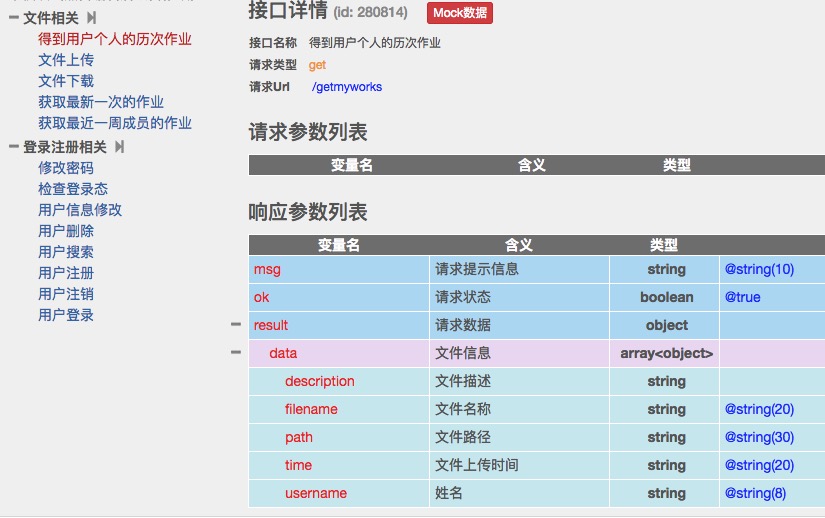 文件相关
得到用户个人的历次作业
文件上传
文件下载
获取最新一次的作业
获取最近一周成员的作业
登录注册相关
修改密码
检查登录态
用户信息修改
用户删除
用户搜索
用户注册
用户注销
用户登录
接口详情 (id: 280814) Mock数据
接口名称 得到用户个人的历次作业
请求类型 get
请求Url /getmyworks
请求参数列表
变量名 含义 类型
响应参数列表
变量名 含义 类型
msg 请求提示信息 string @string(10)
ok 请求状态 boolean @true
result 请求数据 object
data 文件信息 array<object>
description 文件描述 string
filename 文件名称 string @string(20)
path 文件路径 string @string(30)
time 文件上传时间 string @string(20)
username 姓名 string @string(8)